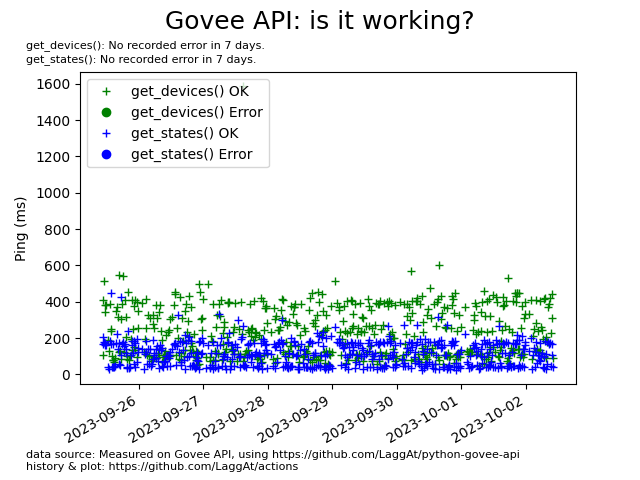 Govee API: is it working?
get_devices(): No recorded error in 7 days.
get_states(): No recorded error in 7 days.
get_devices() OK
get_devices() Error
get_states() OK
get_states() Error
Ping (ms)
1600
1400
1200
1000
800
600
400
200
0
2023-09-26
2023-09-27
2023-09-28
2023-09-29
2023-09-30
2023-10-01
2023-10-02
data source: Measured on Govee API, using https://github.com/LaggAt/python-govee-api
history & plot: https://github.com/LaggAt/actions